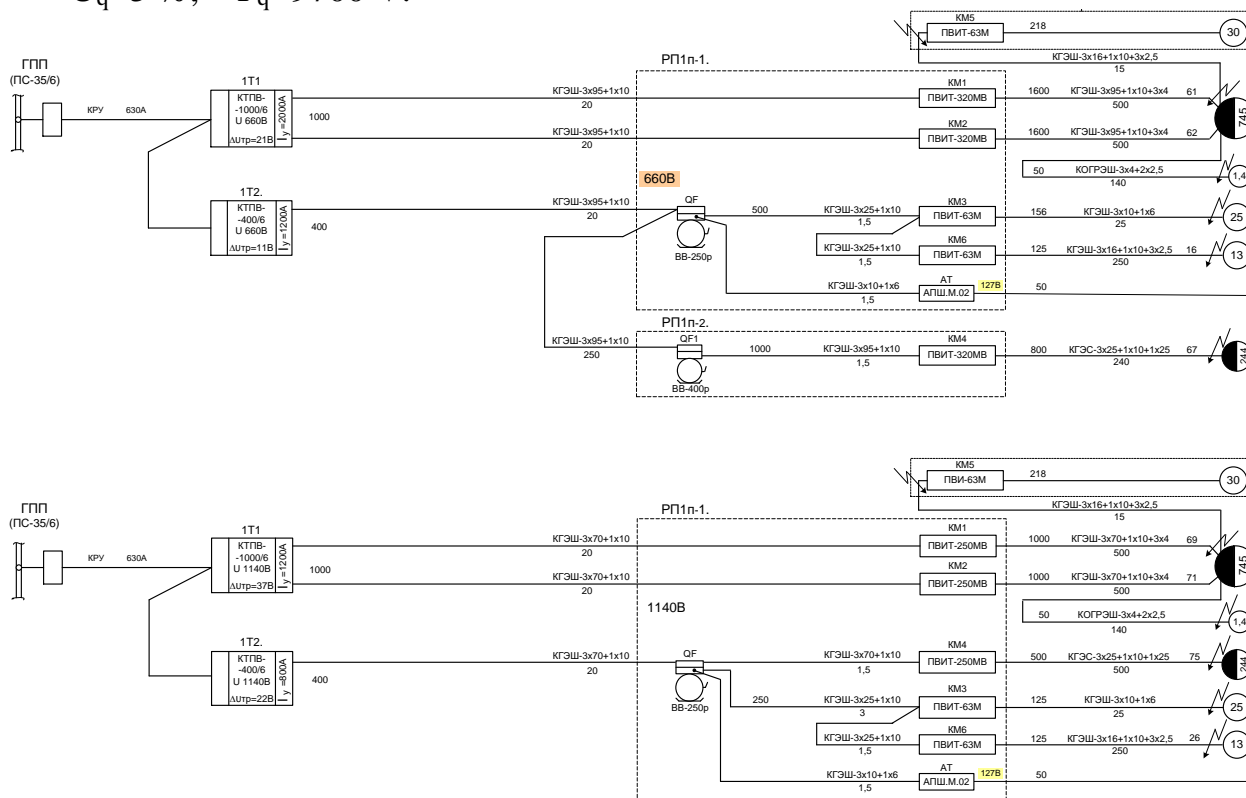 ГПП
(ПС-35/6)
КРУ 630А
1Т1
КТПВ-
-1000/6
U 660В
ΔUтр=21В
I у =2000А
1000
1Т2.
КТПВ-
-400/6
U 660В
ΔUтр=11В
I у =1200А
400
КГЭШ-3х95+1х10
20
КГЭШ-3х95+1х10
20
КГЭШ-3х95+1х10
20
КГЭШ-3х95+1х10
250
РП1п-1.
660В
QF
ВВ-250р
500
КГЭШ-3х25+1х10
1,5
КГЭШ-3х25+1х10
1,5
КГЭШ-3х10+1х6
1,5
КМ5
ПВИТ-63М
218
30
КГЭШ-3х16+1х10+3х2,5
15
КМ1
ПВИТ-320МВ
1600
КГЭШ-3х95+1х10+3х4
500
61
745
КМ2
ПВИТ-320МВ
1600
КГЭШ-3х95+1х10+3х4
500
62
50
КОГРЭШ-3х4+2х2,5
140
1,4
КМ3
ПВИТ-63М
156
КГЭШ-3х10+1х6
25
25
КМ6
ПВИТ-63М
125
КГЭШ-3х16+1х10+3х2,5
250
16
13
АТ
АПШ.М.02
127В
50
РП1п-2.
QF1
ВВ-400р
1000
КГЭШ-3х95+1х10
1,5
КМ4
ПВИТ-320МВ
800
КГЭС-3х25+1х10+1х25
240
67
244
ГПП
(ПС-35/6)
КРУ 630А
1Т1
КТПВ-
-1000/6
U 1140В
ΔUтр=37В
I у =1200А
1000
1Т2.
КТПВ-
-400/6
U 1140В
ΔUтр=22В
I у =800А
400
КГЭШ-3х70+1х10
20
КГЭШ-3х70+1х10
20
КГЭШ-3х70+1х10
20
РП1п-1.
1140В
QF
ВВ-250р
КГЭШ-3х70+1х10
1,5
250
КГЭШ-3х25+1х10
3
КГЭШ-3х25+1х10
1,5
КГЭШ-3х10+1х6
1,5
КМ5
ПВИ-63М
218
30
КГЭШ-3х16+1х10+3х2,5
15
КМ1
ПВИТ-250МВ
1000
КГЭШ-3х70+1х10+3х4
500
69
745
КМ2
ПВИТ-250МВ
1000
КГЭШ-3х70+1х10+3х4
500
71
50
КОГРЭШ-3х4+2х2,5
140
1,4
КМ4
ПВИТ-250МВ
500
КГЭС-3х25+1х10+1х25
500
75
244
КМ3
ПВИТ-63М
125
КГЭШ-3х10+1х6
25
25
КМ6
ПВИТ-63М
125
КГЭШ-3х16+1х10+3х2,5
250
26
13
АТ
АПШ.М.02
127В
50